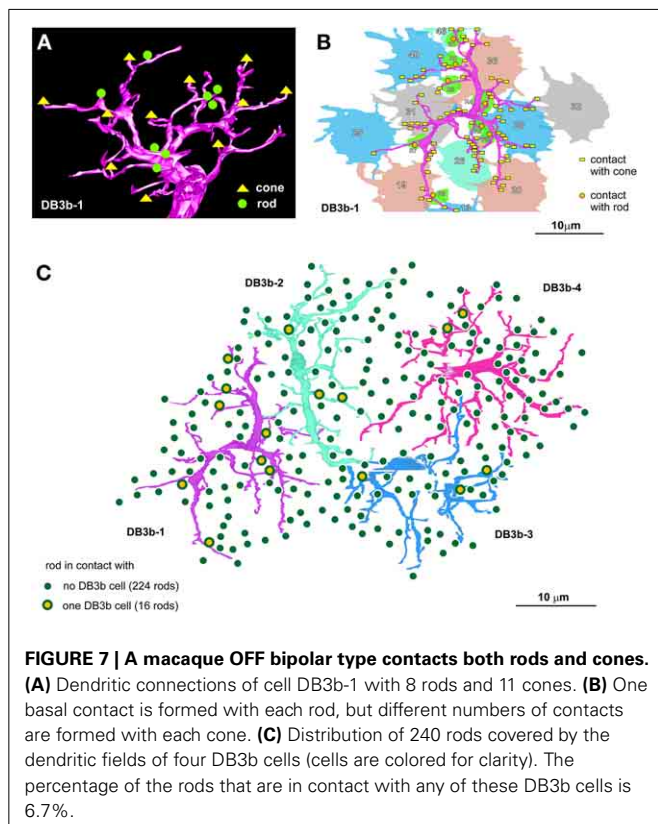 A
B
cone
rod
DB3b-1
contact
with cone
contact
with rod
DB3b-1
10µm
C
DB3b-2
DB3b-4
DB3b-1
DB3b-3
rod in contact with
no DB3b cell (224 rods)
one DB3b cell (16 rods)
10 µm
FIGURE 7 | A macaque OFF bipolar type contacts both rods and cones.
(A) Dendritic connections of cell DB3b-1 with 8 rods and 11 cones. (B) One
basal contact is formed with each rod, but different numbers of contacts
are formed with each cone. (C) Distribution of 240 rods covered by the
dendritic fields of four DB3b cells (cells are colored for clarity). The
percentage of the rods that are in contact with any of these DB3b cells is
6.7%.